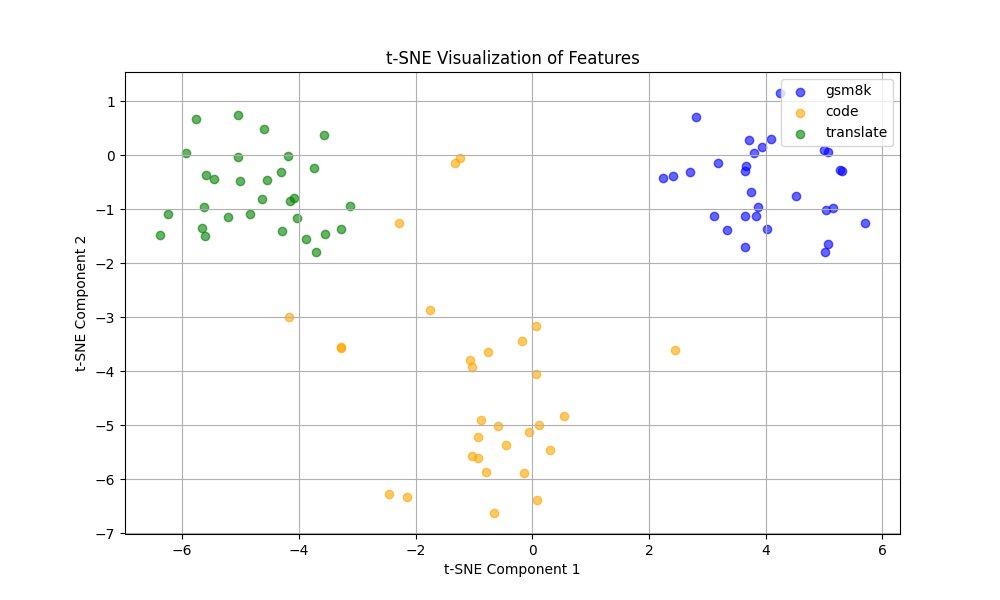 t-SNE Visualization of Features
gsm8k
code
translate
1
0
−1
−2
−3
−4
−5
−6
−7
t-SNE Component 2
−6
−4
−2
0
2
4
6
t-SNE Component 1